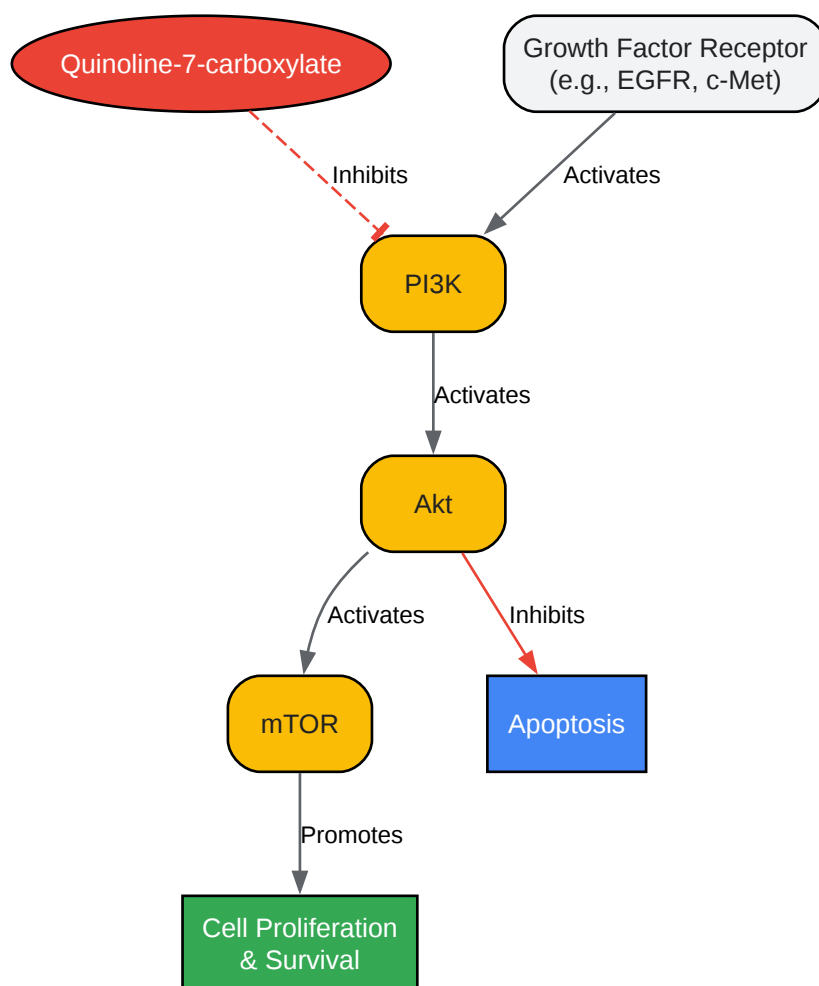 Quinoline-7-carboxylate
Growth Factor Receptor
(e.g., EGFR, c-Met)
Inhibits
Activates
PI3K
Activates
Akt
Activates
Inhibits
mTOR
Apoptosis
Promotes
Cell Proliferation
& Survival